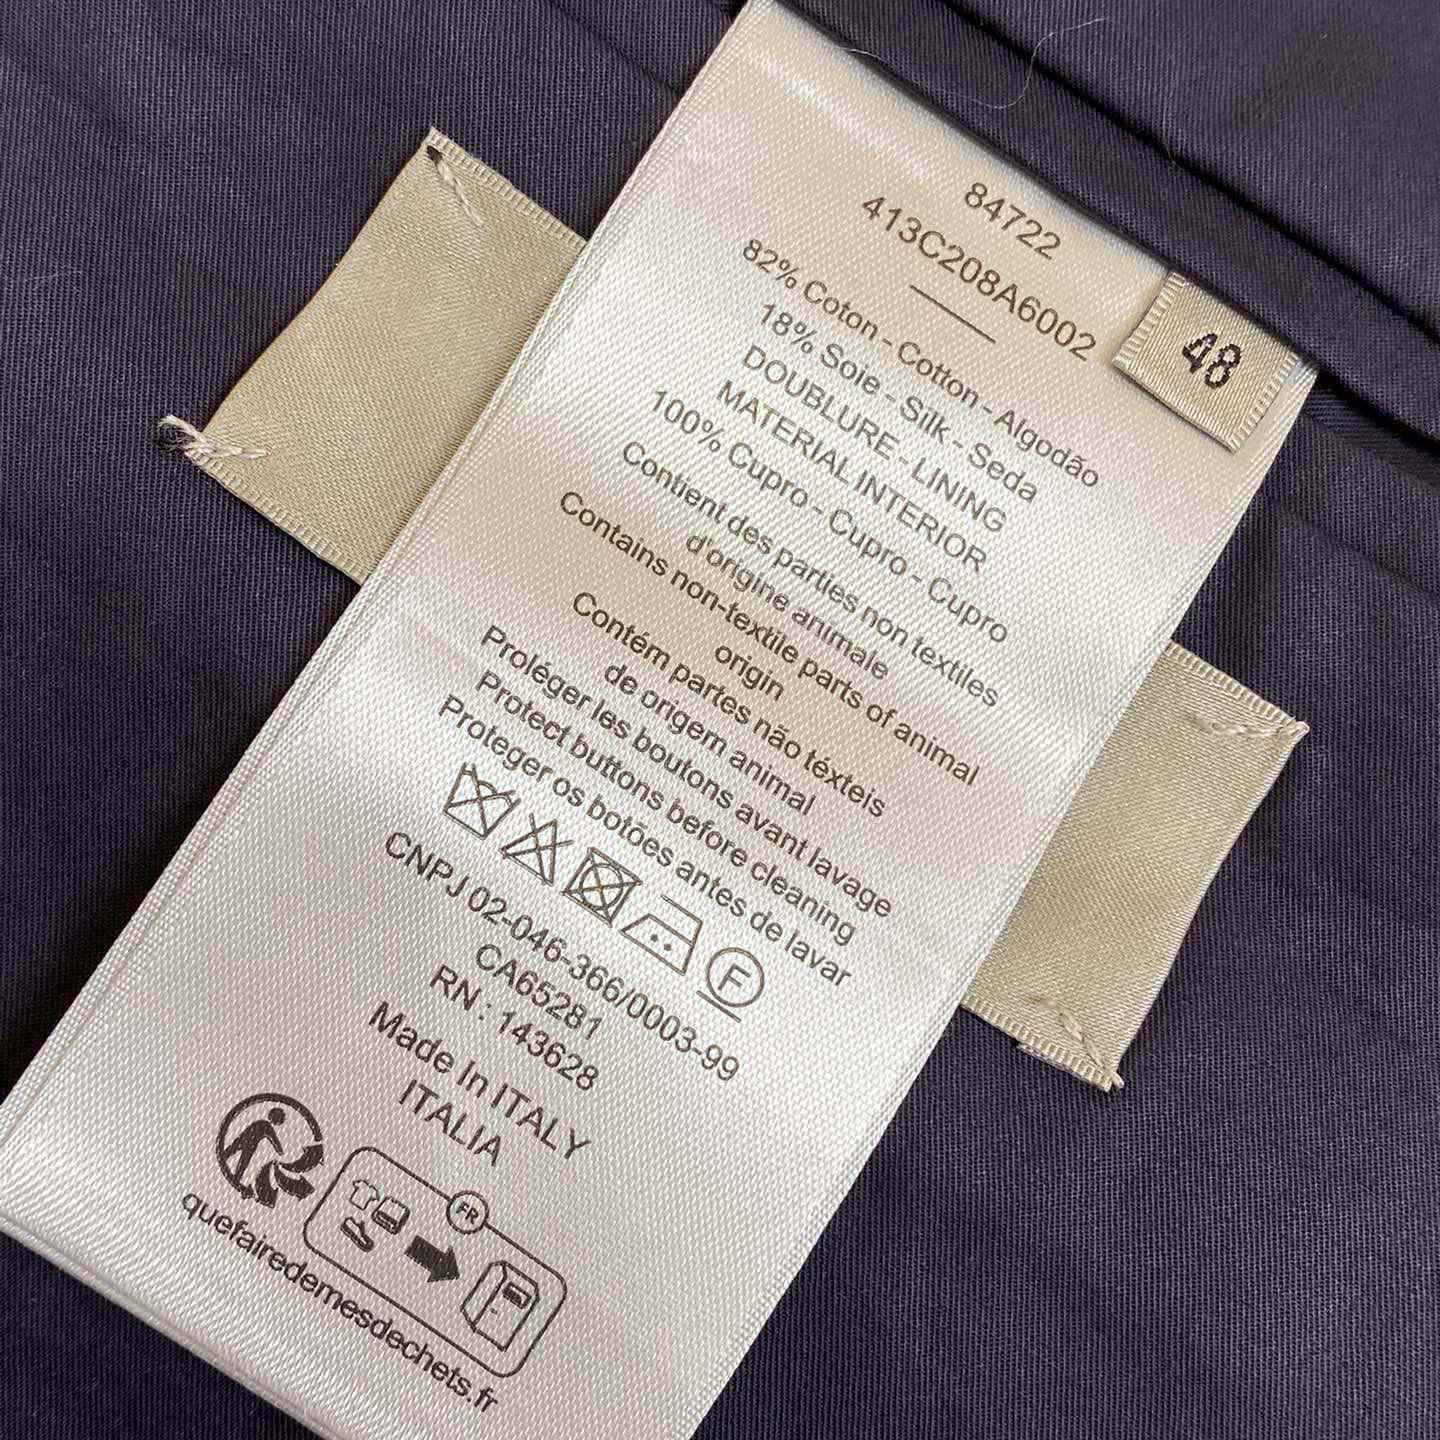 84722
413C208A6002
48
82% Coton - Cotton - Algodão
18% Soie - Silk - Seda
DOUBLURE - LINING
MATERIAL INTERIOR
100% Cupro - Cupro - Cupro
Contient des parties non textiles
d'origine animale
Contains non-textile parts of animal
origin
Contém partes não téxteis
de origem animal
Proléger les boutons avant lavage
Protect buttons before cleaning
Proteger os botões antes de lavar
F
CNPJ 02-046-366/0003-99
CA65281
RN : 143628
Made In ITALY
ITALIA
FR
quefairedemesdechets.fr